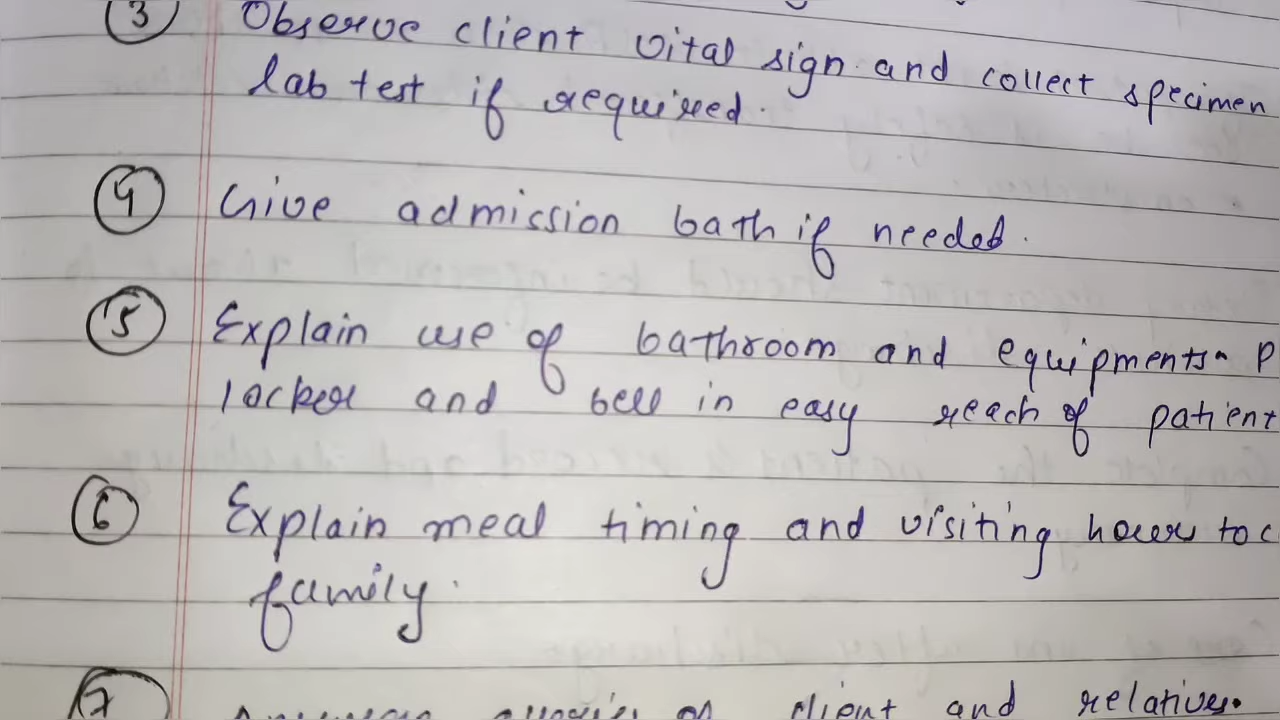 ③ Observe client vital sign and collect specimen
lab test if required.
④ Give admission bath if needed.
⑤ Explain use of bathroom and equipments. P
locker and bell in easy reach of patient
⑥ Explain meal timing and visiting hours to c
family.
⑦ client and relatives.